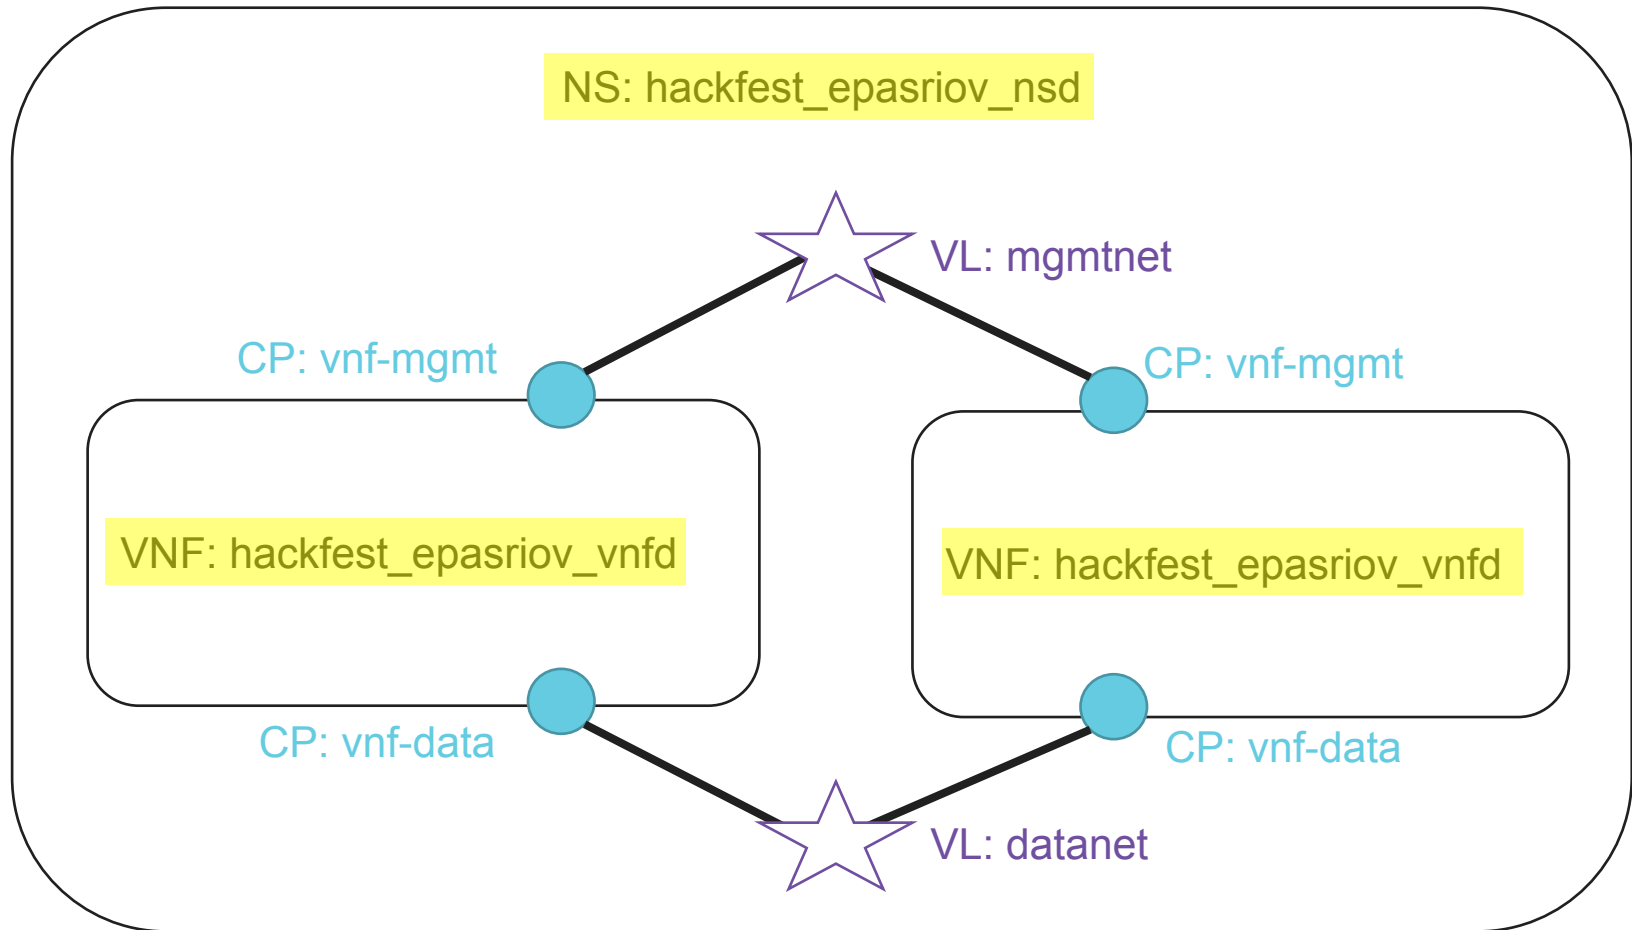 NS: hackfest_epasriov_nsd
VL: mgmtnet
CP: vnf-mgmt
CP: vnf-mgmt
VNF: hackfest_epasriov_vnfd
VNF: hackfest_epasriov_vnfd
CP: vnf-data
CP: vnf-data
VL: datanet